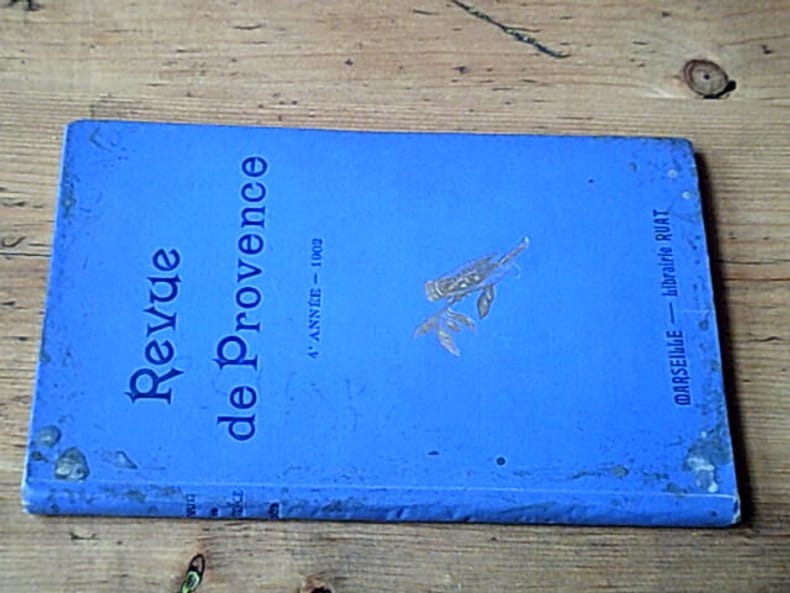 Revue
de Provence
4e ANNÉE — 1902
MARSEILLE — Librairie RUAT